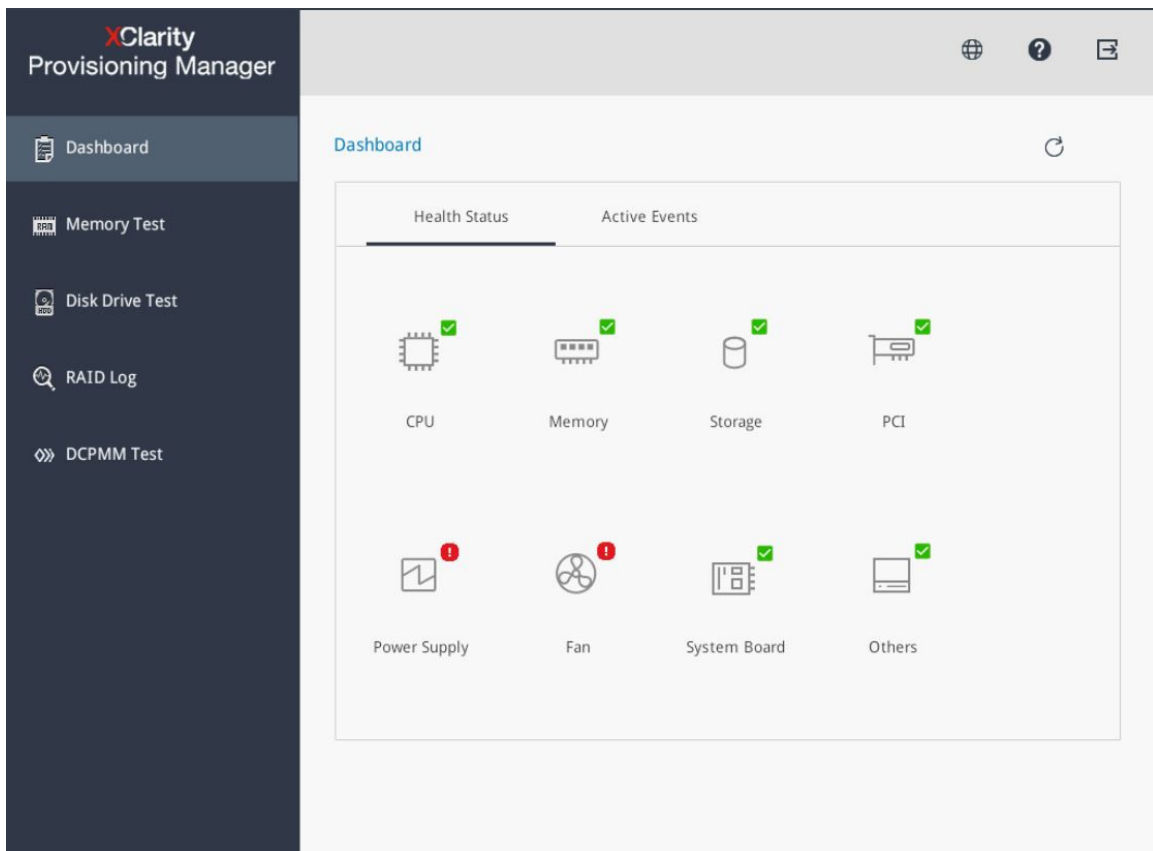 XClarity
Provisioning Manager
Dashboard
Memory Test
Disk Drive Test
RAID Log
DCPMM Test
Dashboard
Health Status Active Events
CPU Memory Storage PCI
Power Supply Fan System Board Others